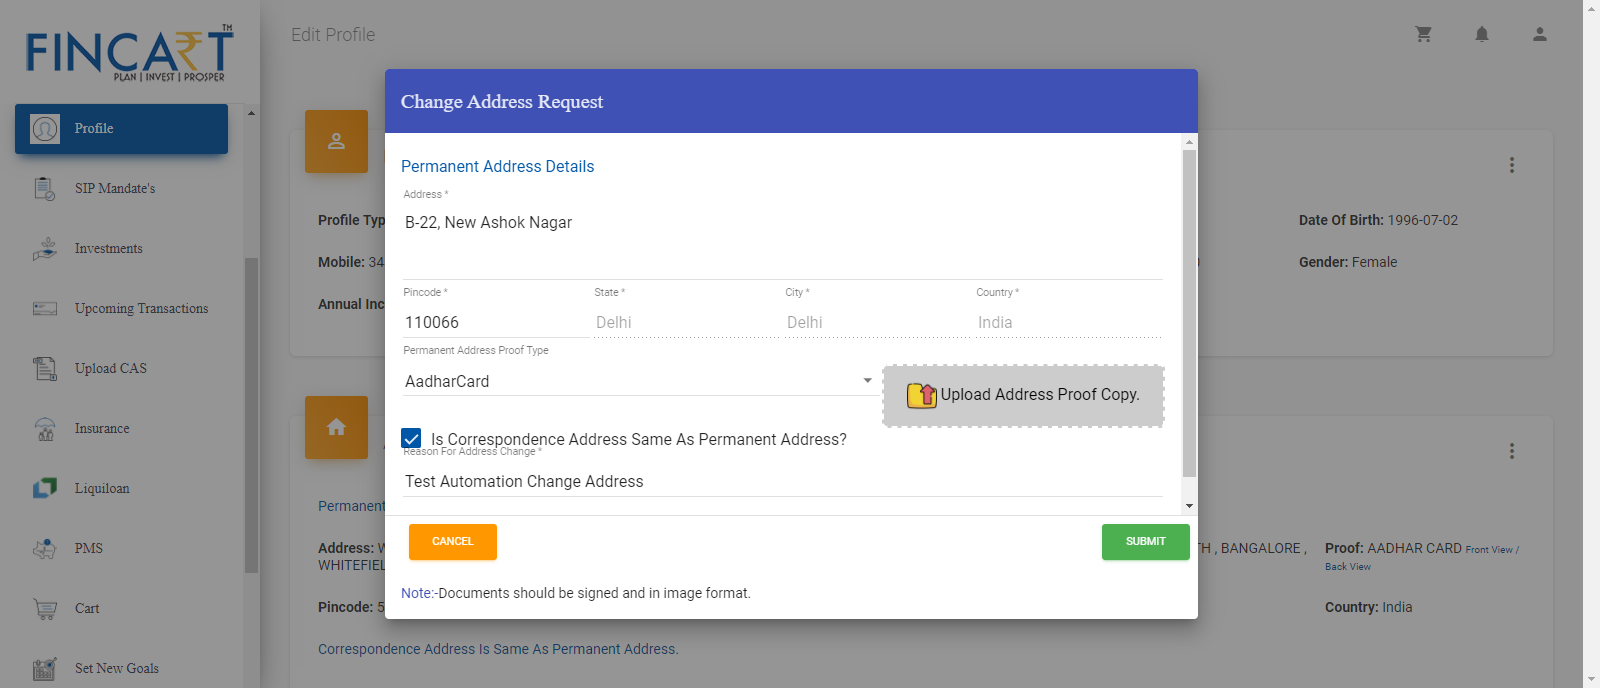 FINCART
TM
PLAN | INVEST | PROSPER
Edit Profile
Profile
SIP Mandate's
Investments
Upcoming Transactions
Upload CAS
Insurance
Liquiloan
PMS
Cart
Set New Goals
Change Address Request
Permanent Address Details
Address *
B-22, New Ashok Nagar
Pincode * State * City * Country *
110066 Delhi Delhi India
Permanent Address Proof Type
AadharCard
Upload Address Proof Copy.
Is Correspondence Address Same As Permanent Address?
Reason For Address Change *
Test Automation Change Address
CANCEL SUBMIT
Note:-Documents should be signed and in image format.
Profile Typ
Date Of Birth: 1996-07-02
Mobile: 34
Gender: Female
Annual Inc
Permanent
Address: W
TH , BANGALORE ,
WHITEFIEL
Proof: AADHAR CARD Front View /
Back View
Pincode: 5
Country: India
Correspondence Address Is Same As Permanent Address.